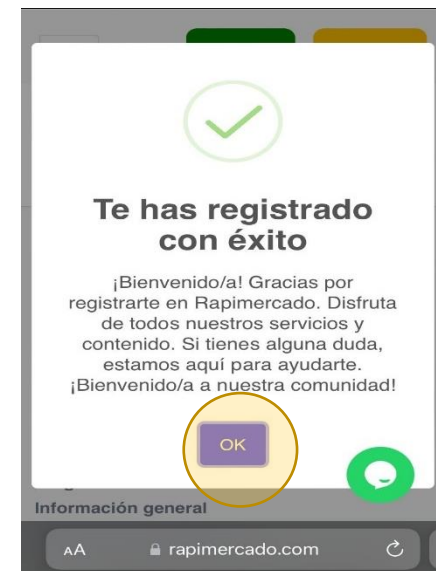 Te has registrado
con éxito
¡Bienvenido/a! Gracias por
registrarte en Rapimercado. Disfruta
de todos nuestros servicios y
contenido. Si tienes alguna duda,
estamos aquí para ayudarte.
¡Bienvenido/a a nuestra comunidad!
OK
Información general
AA
rapimercado.com